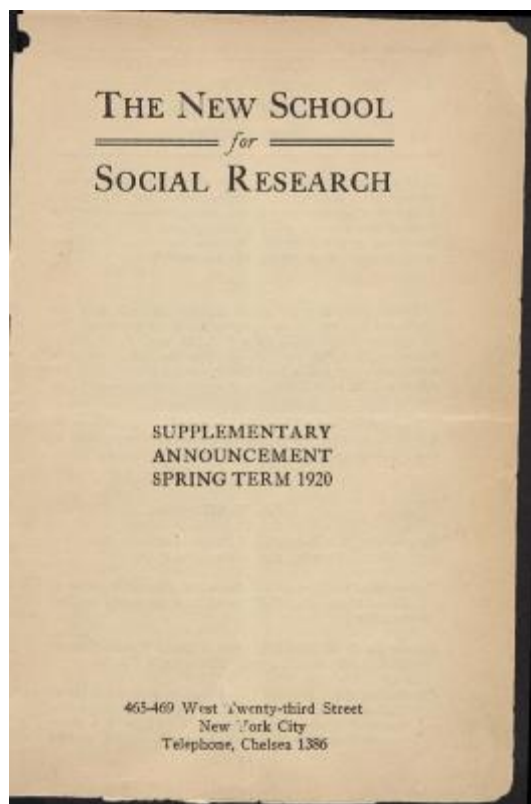 THE NEW SCHOOL
for
SOCIAL RESEARCH
SUPPLEMENTARY
ANNOUNCEMENT
SPRING TERM 1920
465-469 West Twenty-third Street
New York City
Telephone, Chelsea 1386